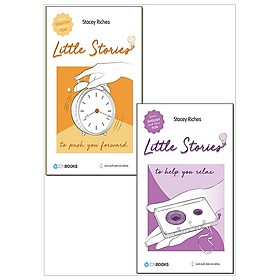 Stacey Riches
Little Stories
to push you forward
ZENBOOKS
Stacey Riches
Little Stories
to help you relax
ZENBOOKS